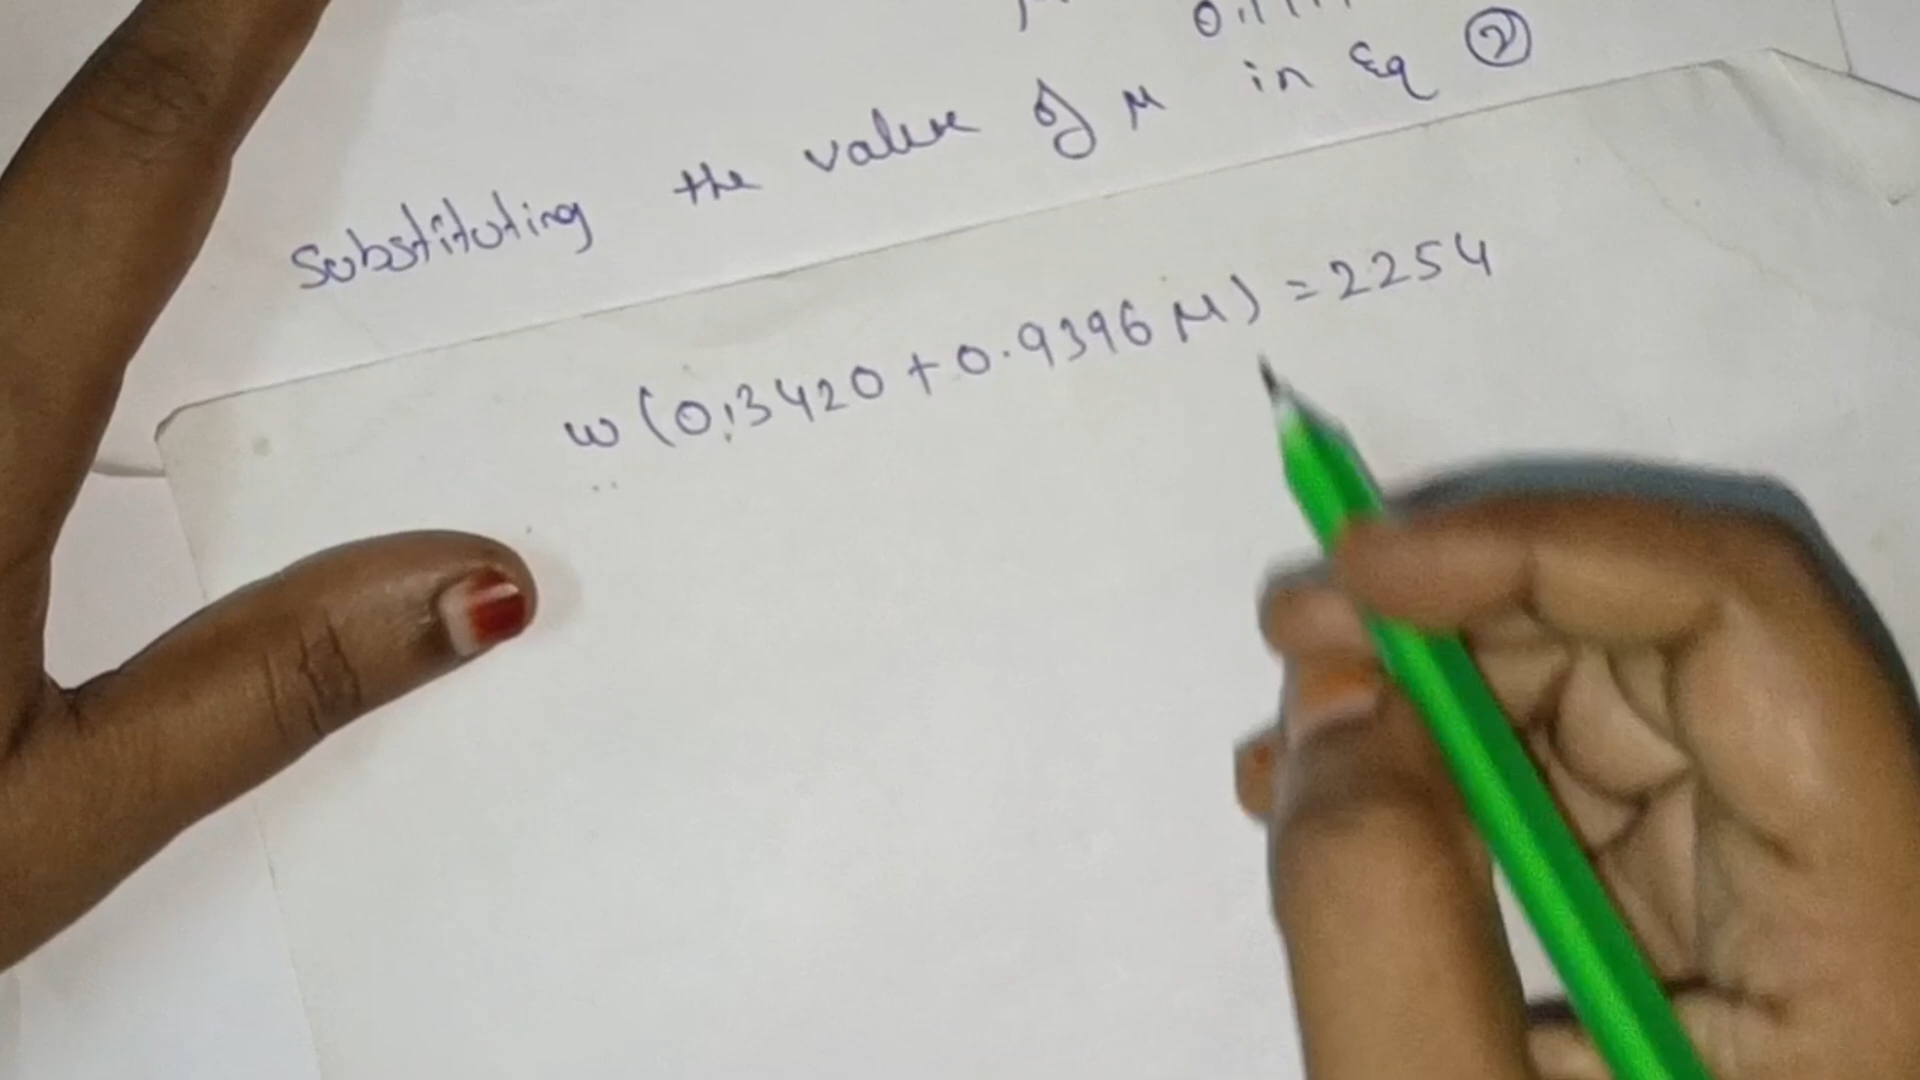 Substituting the value of μ in Eq ②
w (0.3420 + 0.9396 μ) = 2254